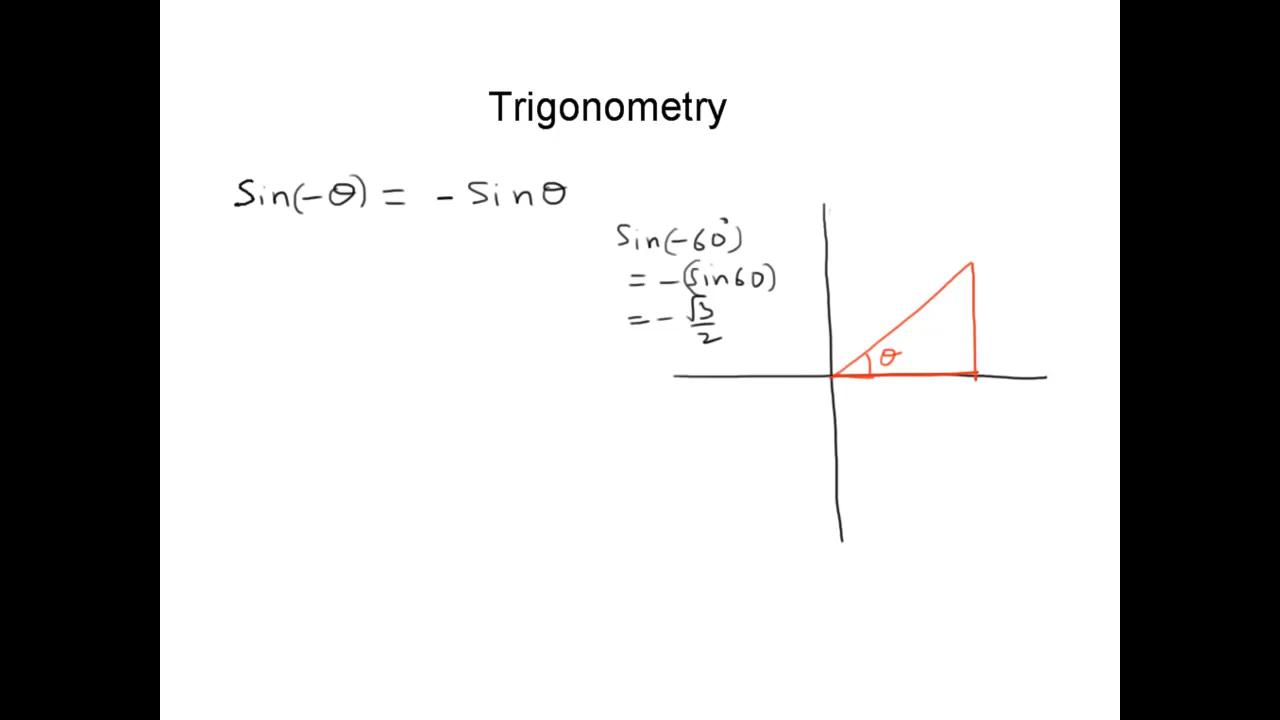 Trigonometry
Sin(-θ) = - Sinθ
Sin(-60°)
= -(Sin60)
= - √3/2
θ